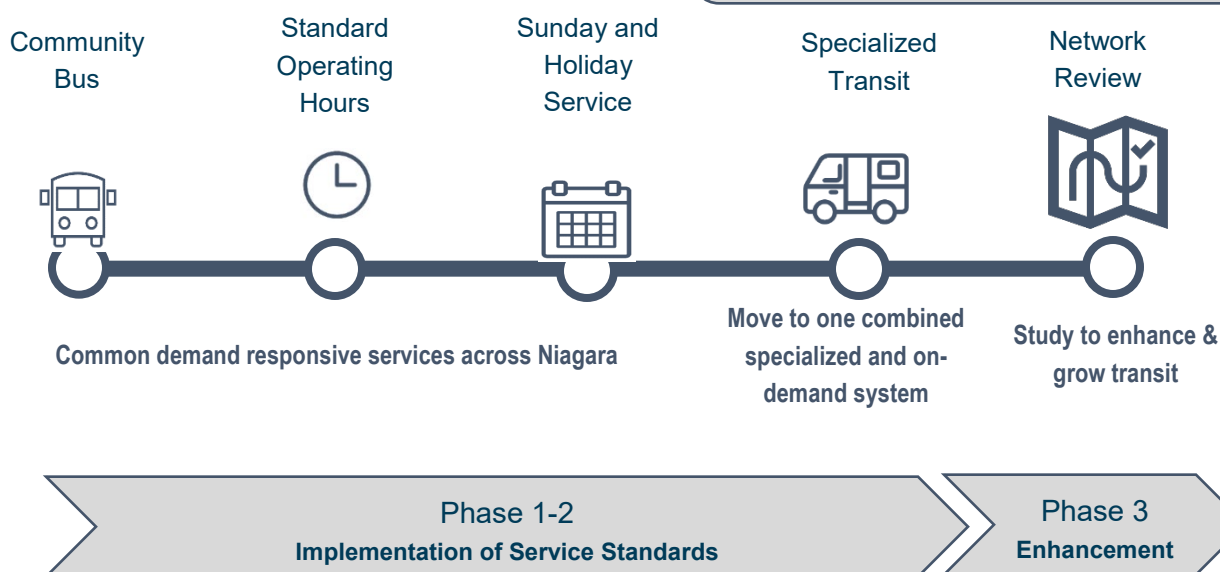 Community
Bus
Standard
Operating
Hours
Sunday and
Holiday
Service
Specialized
Transit
Network
Review
Common demand responsive services across Niagara
Move to one combined
specialized and on-
demand system
Study to enhance &
grow transit
Phase 1-2
Implementation of Service Standards
Phase 3
Enhancement